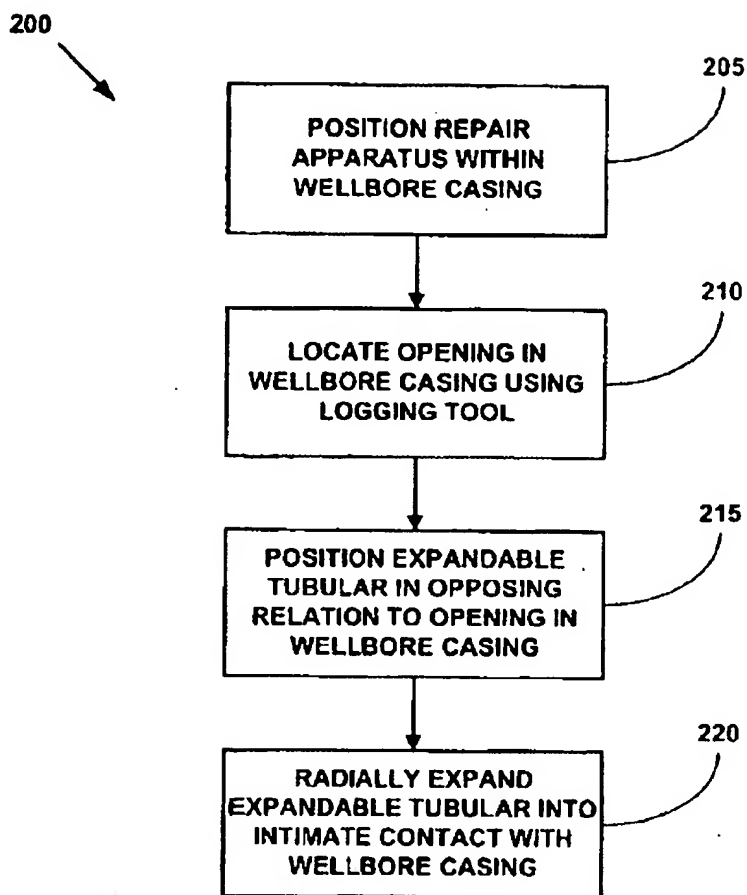 200
205
POSITION REPAIR
APPARATUS WITHIN
WELLBORE CASING
210
LOCATE OPENING IN
WELLBORE CASING USING
LOGGING TOOL
215
POSITION EXPANDABLE
TUBULAR IN OPPOSING
RELATION TO OPENING IN
WELLBORE CASING
220
RADIALLY EXPAND
EXPANDABLE TUBULAR INTO
INTIMATE CONTACT WITH
WELLBORE CASING